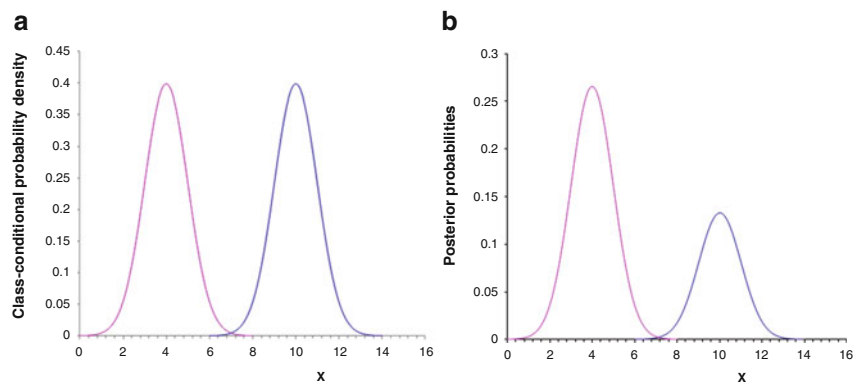 a
Class-conditional probability density
0.45
0.4
0.35
0.3
0.25
0.2
0.15
0.1
0.05
0
0 2 4 6 8 10 12 14 16
X
b
Posterior probabilities
0.3
0.25
0.2
0.15
0.1
0.05
0
0 2 4 6 8 10 12 14 16
X